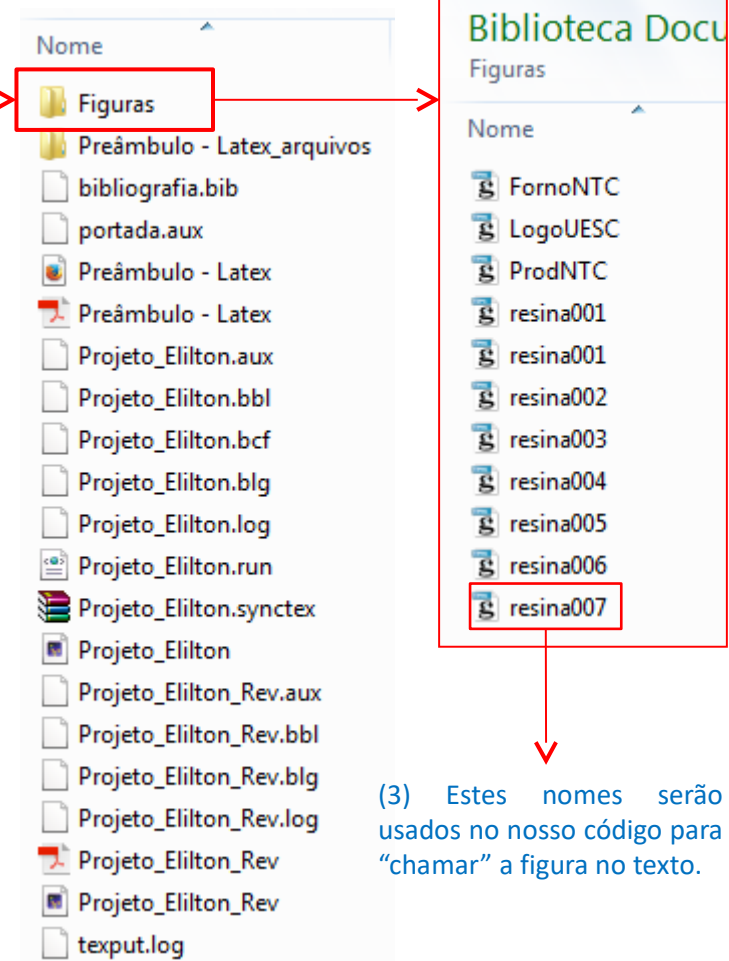 Nome
Figuras
Preâmbulo - Latex_arquivos
bibliografia.bib
portada.aux
Preâmbulo - Latex
Preâmbulo - Latex
Projeto_Elilton.aux
Projeto_Elilton.bbl
Projeto_Elilton.bcf
Projeto_Elilton.blg
Projeto_Elilton.log
Projeto_Elilton.run
Projeto_Elilton.synctex
Projeto_Elilton
Projeto_Elilton_Rev.aux
Projeto_Elilton_Rev.bbl
Projeto_Elilton_Rev.blg
Projeto_Elilton_Rev.log
Projeto_Elilton_Rev
Projeto_Elilton_Rev
texput.log
Biblioteca Docu
Figuras
Nome
FornoNTC
LogoUESC
ProdNTC
resina001
resina001
resina002
resina003
resina004
resina005
resina006
resina007
(3) Estes nomes serão
usados no nosso código para
“chamar” a figura no texto.